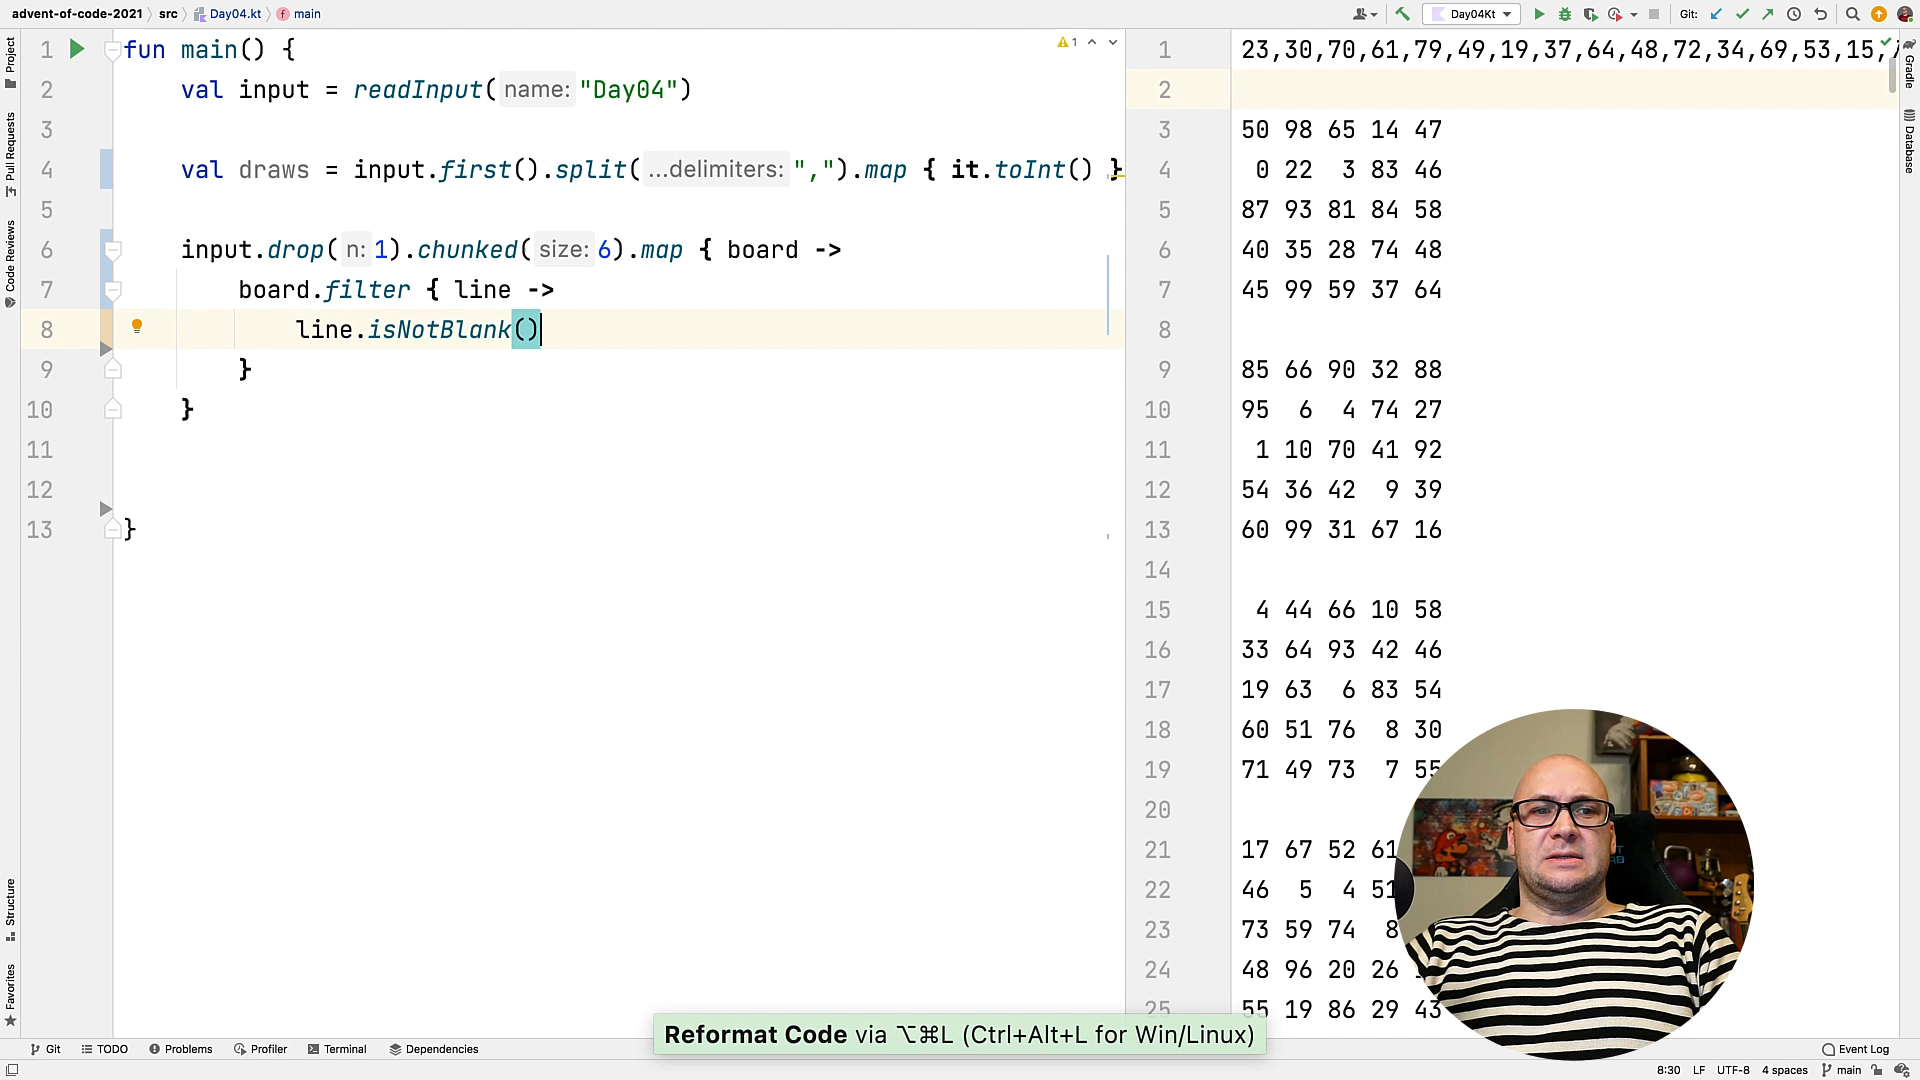 advent-of-code-2021 src Day04.kt main
Day04Kt Git:
1 fun main() {
2 val input = readInput( name: "Day04")
3
4 val draws = input.first().split( ...delimiters: ",").map { it.toInt() }
5
6 input.drop( n: 1).chunked( size: 6).map { board ->
7 board.filter { line ->
8 line.isNotBlank()
9 }
10 }
11
12
13 }
1
1 23,30,70,61,79,49,19,37,64,48,72,34,69,53,15,
2
3 50 98 65 14 47
4 0 22 3 83 46
5 87 93 81 84 58
6 40 35 28 74 48
7 45 99 59 37 64
8
9 85 66 90 32 88
10 95 6 4 74 27
11 1 10 70 41 92
12 54 36 42 9 39
13 60 99 31 67 16
14
15 4 44 66 10 58
16 33 64 93 42 46
17 19 63 6 83 54
18 60 51 76 8 30
19 71 49 73 7 55
20
21 17 67 52 61
22 46 5 4 51
23 73 59 74 8
24 48 96 20 26
25 55 19 86 29 43
Project
Pull Requests
Code Reviews
Structure
Favorites
Gradle
Database
Reformat Code via ⌥⌘L (Ctrl+Alt+L for Win/Linux)
Git TODO Problems Profiler Terminal Dependencies Event Log
8:30 LF UTF-8 4 spaces main